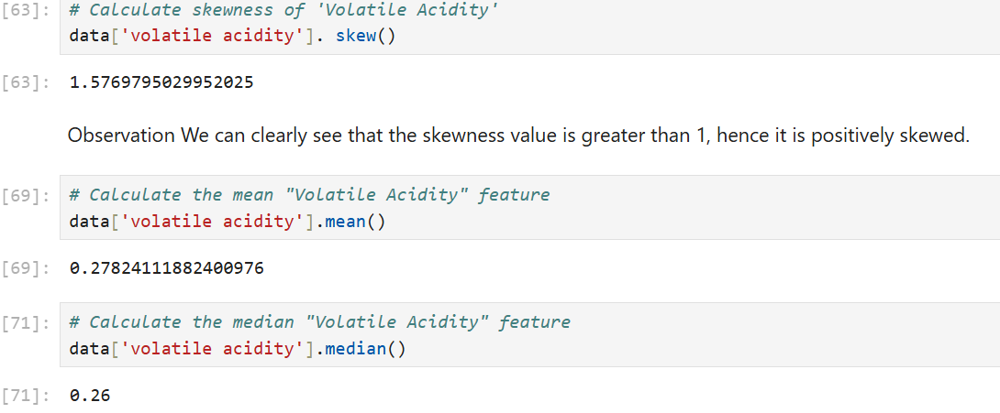 [63]: # Calculate skewness of 'Volatile Acidity'
data['volatile acidity']. skew()
[63]: 1.5769795029952025
Observation We can clearly see that the skewness value is greater than 1, hence it is positively skewed.
[69]: # Calculate the mean "Volatile Acidity" feature
data['volatile acidity'].mean()
[69]: 0.27824111882400976
[71]: # Calculate the median "Volatile Acidity" feature
data['volatile acidity'].median()
[71]: 0.26